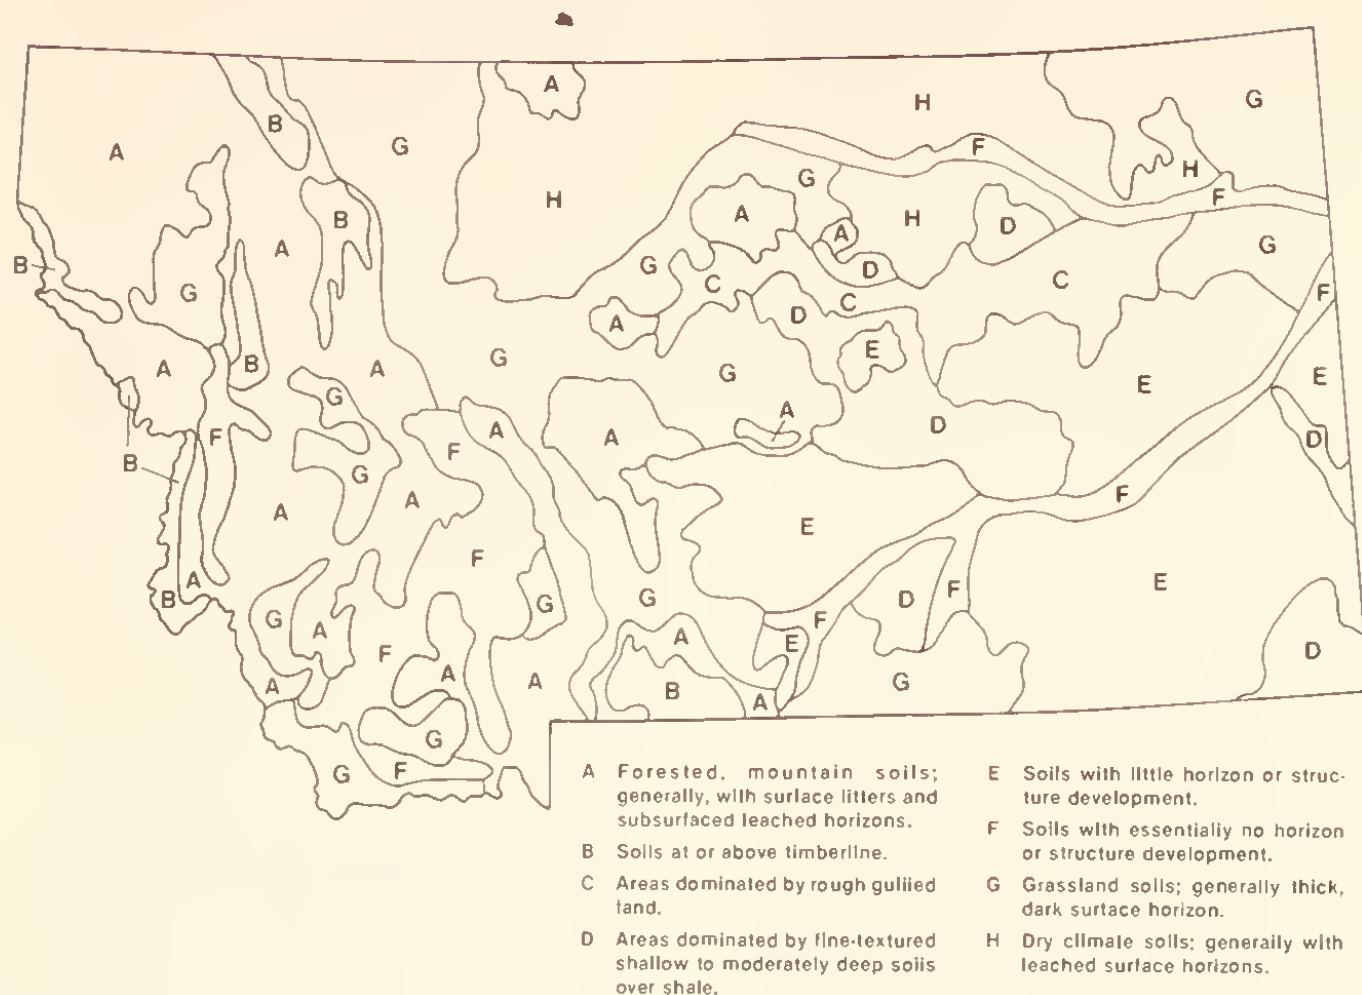 A
H G
B
G F
A
H
G
F
H
B A H D
A
A G
B G D
C C
G F
C
D
A
E
G
A B A G E E
G
A
D
F A A D
F
B
G
A F
A
E
F
A E
F
B G G D
G F
A A E
F D
A
A A G
B
A
G
G F
A Forested, mountain soils;
generally, with surface litters and
subsurfaced leached horizons.
B Soils at or above timberline.
C Areas dominated by rough gullied
land.
D Areas dominated by fine-textured
shallow to moderately deep soils
over shale.
E Soils with little horizon or struc-
ture development.
F Soils with essentially no horizon
or structure development.
G Grassland soils; generally thick,
dark surface horizon.
H Dry climate soils; generally with
leached surface horizons.